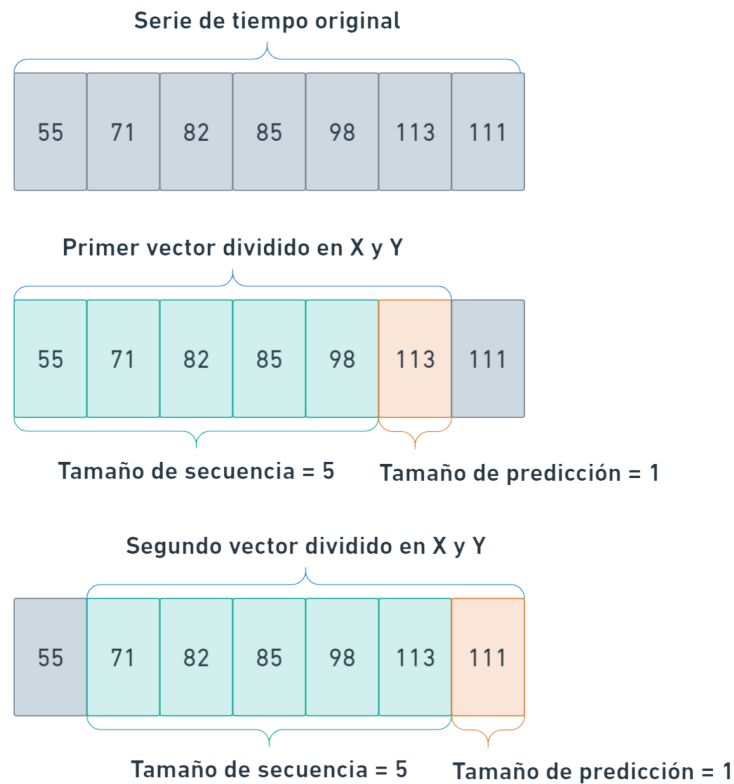 Serie de tiempo original
55 71 82 85 98 113 111
Primer vector dividido en X y Y
55 71 82 85 98 113 111
Tamaño de secuencia = 5 Tamaño de predicción = 1
Segundo vector dividido en X y Y
55 71 82 85 98 113 111
Tamaño de secuencia = 5 Tamaño de predicción = 1